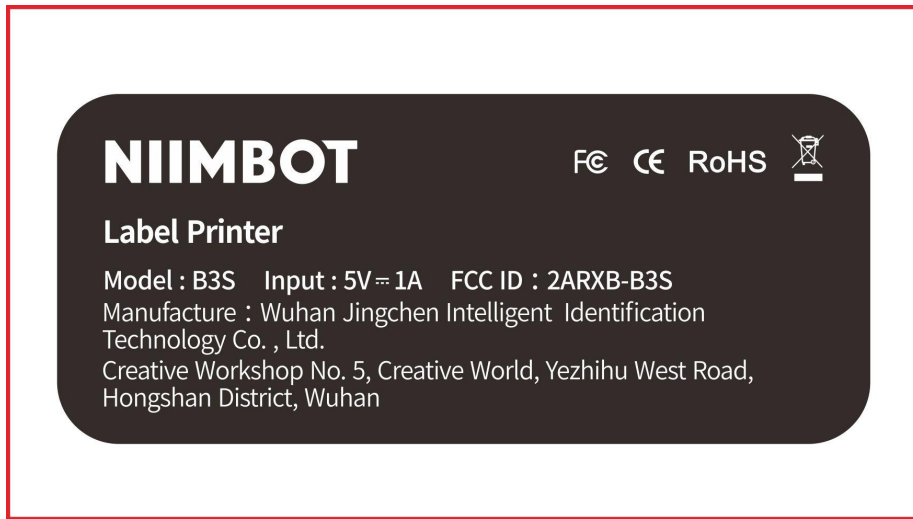 NIIMBOT
FC CE RoHS
Label Printer
Model : B3S Input : 5V⎓1A FCC ID：2ARXB-B3S
Manufacture：Wuhan Jingchen Intelligent Identification
Technology Co. , Ltd.
Creative Workshop No. 5, Creative World, Yezhihu West Road,
Hongshan District, Wuhan